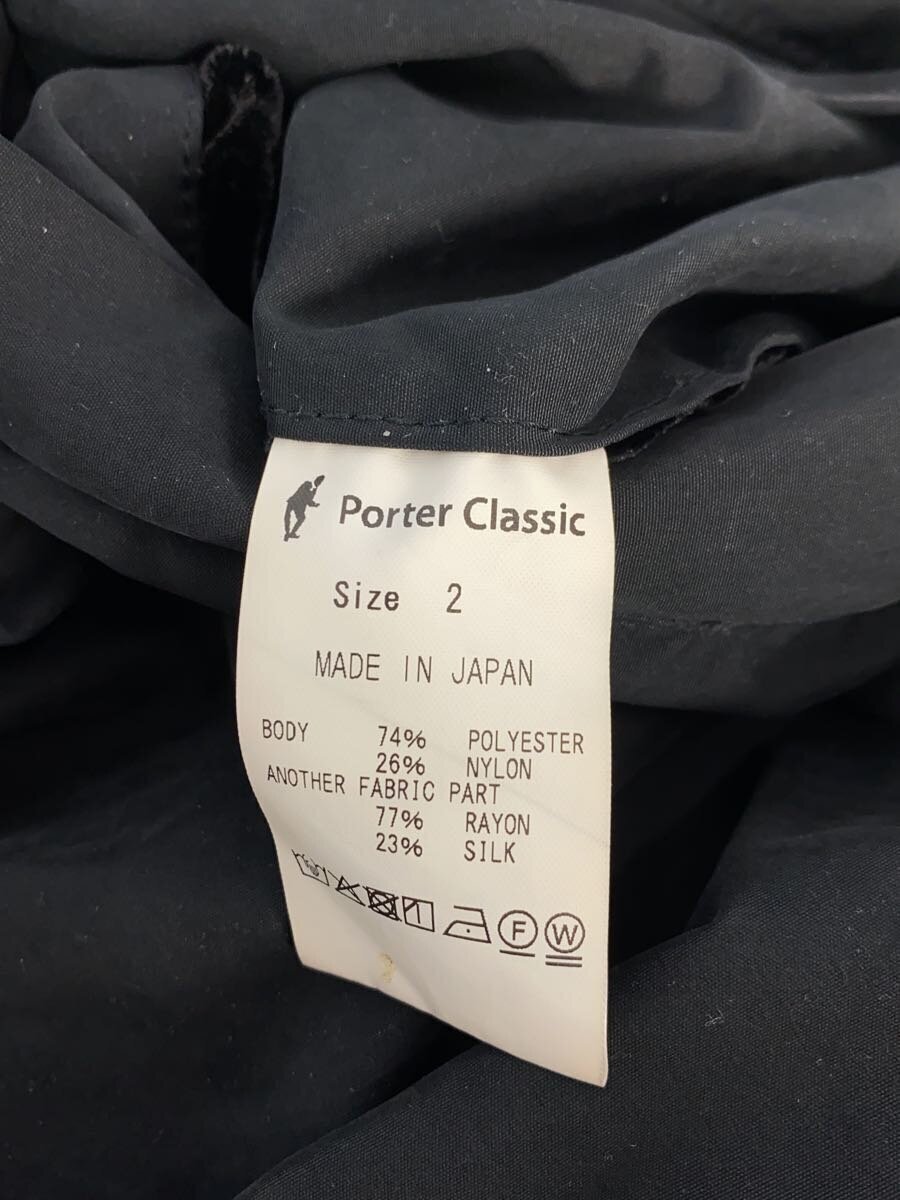 Porter Classic
Size 2
MADE IN JAPAN
BODY 74% POLYESTER
26% NYLON
ANOTHER FABRIC PART
77% RAYON
23% SILK
F W